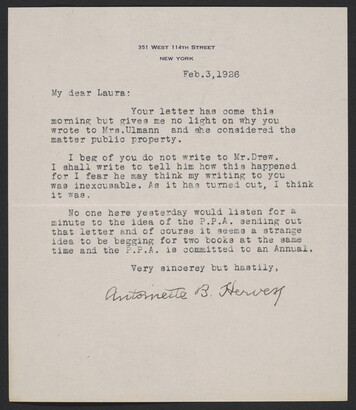 351 WEST 114TH STREET
NEW YORK
Feb.3,1926
My dear Laura:
Your letter has come this
morning but gives me no light on why you
wrote to Mrs.Ulmann and she considered the
matter public property.
I beg of you do not write to Mr.Drew.
I shall write to tell him how this happened
for I fear he may think my writing to you
was inexcusable. As it has turned out, I think
it was.
No one here yesterday would listen for a
minute to the idea of the P.P.A. sending out
that letter and of course it seems a strange
idea to be begging for two books at the same
time and the P.P.A. is committed to an Annual.
Very sincerey but hastily,
Antoinette B. Hervey